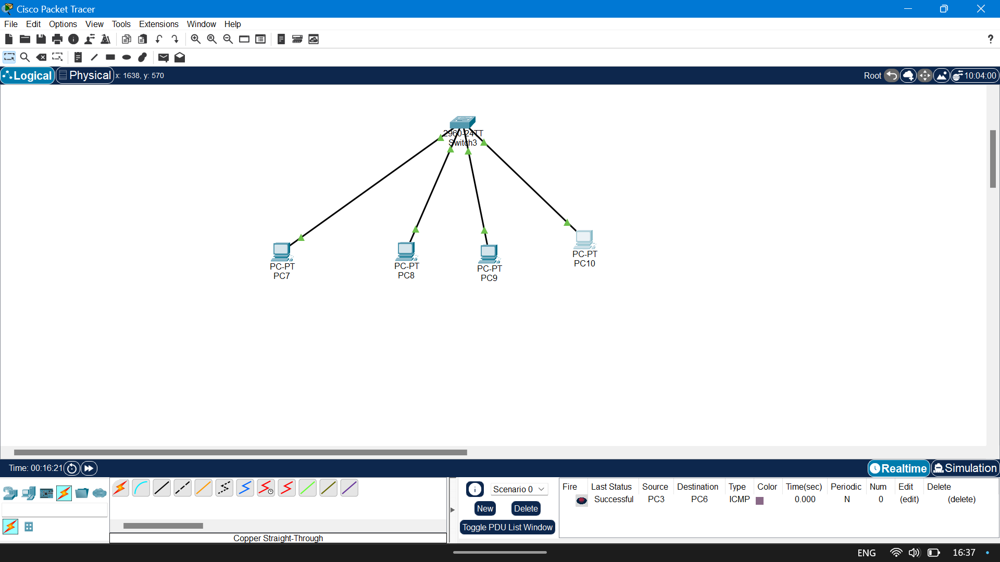 Cisco Packet Tracer
File Edit Options View Tools Extensions Window Help
Logical Physical x: 1638, y: 570 Root 10:04:00
2960-24TT
Switch3
PC-PT
PC7
PC-PT
PC8
PC-PT
PC9
PC-PT
PC10
Time: 00:16:21 Realtime Simulation
Scenario 0
New Delete
Toggle PDU List Window
Fire Last Status Source Destination Type Color Time(sec) Periodic Num Edit Delete
Successful PC3 PC6 ICMP 0.000 N 0 (edit) (delete)
Copper Straight-Through
ENG 16:37